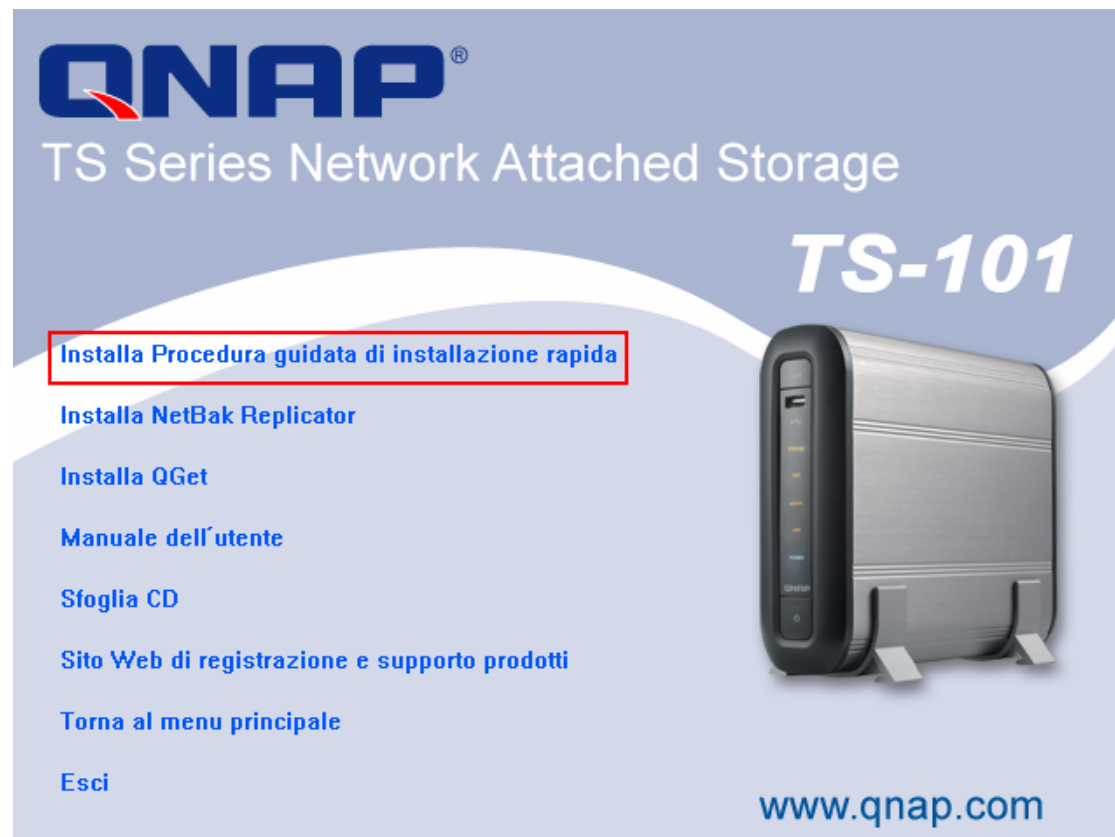 QNAP®
TS Series Network Attached Storage
TS-101
Installa Procedura guidata di installazione rapida
Installa NetBak Replicator
Installa QGet
Manuale dell´utente
Sfoglia CD
Sito Web di registrazione e supporto prodotti
Torna al menu principale
Esci
POWER
QNAP
www.qnap.com